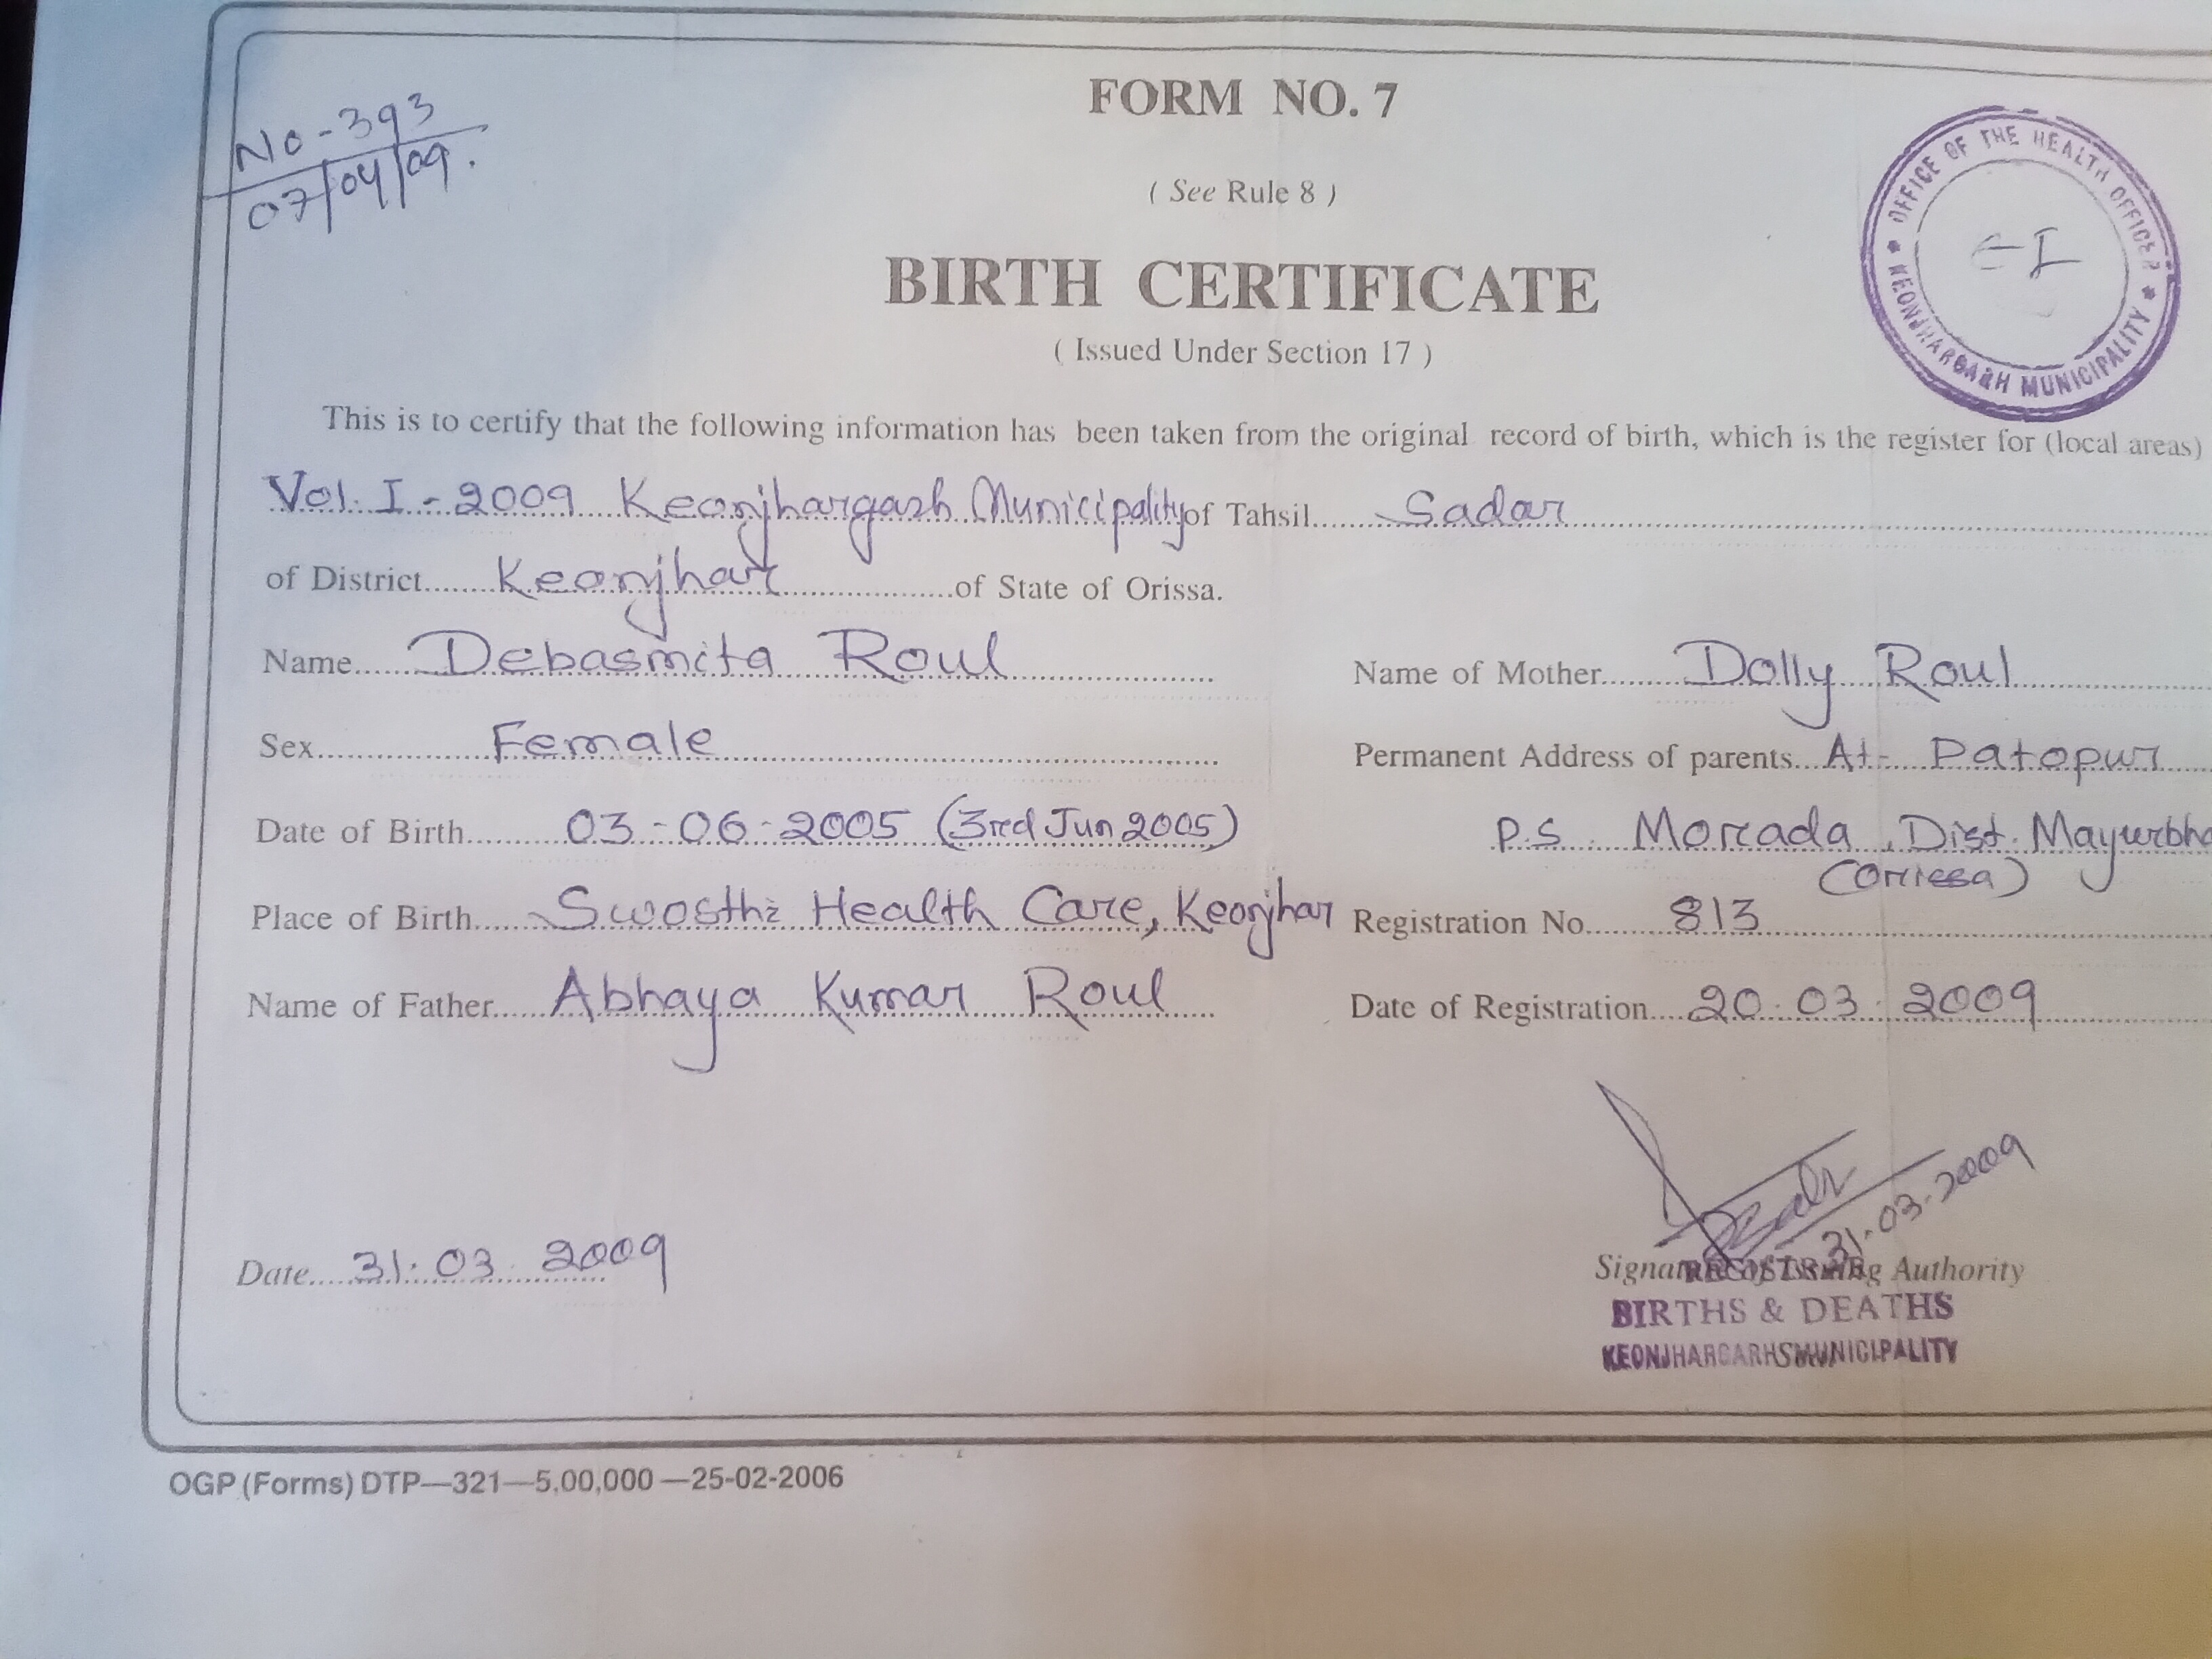 No-393
07/04/09.
FORM NO. 7
( See Rule 8 )
OFFICE OF THE HEALTH OFFICER * KEONJHARGARH MUNICIPALITY *
BIRTH CERTIFICATE
( Issued Under Section 17 )
This is to certify that the following information has been taken from the original record of birth, which is the register for (local areas)
Vol. I - 2009 Keonjhargarh Municipality of Tahsil Sadar
of District Keonjhar of State of Orissa.
Name Debasmita Roul
Name of Mother Dolly Roul
Sex Female
Permanent Address of parents At- Patopur
Date of Birth 03-06-2005 (3rd Jun 2005)
P.S. Morada, Dist. Mayurbha
(Orissa)
Place of Birth Swosthi Health Care, Keonjhar
Registration No. 813
Name of Father Abhaya Kumar Roul
Date of Registration 20.03.2009
31.03.2009
Date 31.03.2009
Signature of Issuing Authority
REGISTRAR
BIRTHS & DEATHS
KEONJHARGARH MUNICIPALITY
OGP (Forms) DTP—321—5,00,000—25-02-2006